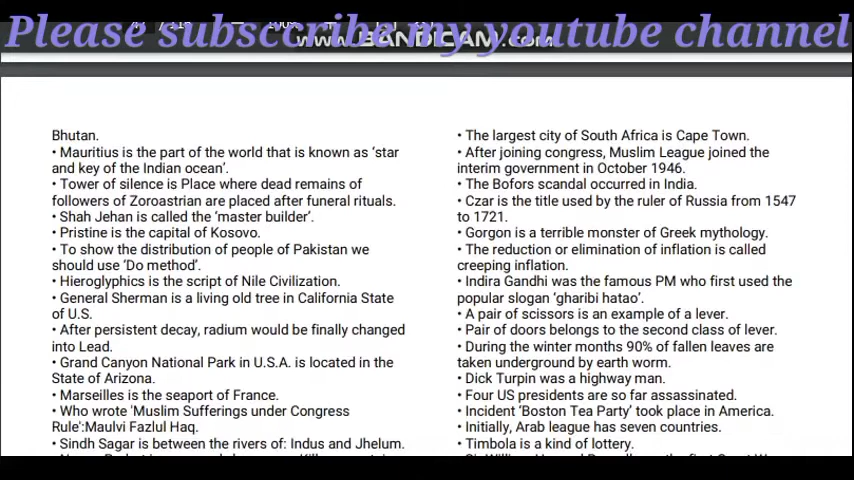 Please subsccribe my youtube channel
100%
www.BANDICAM.com
Bhutan.
• Mauritius is the part of the world that is known as ‘star
and key of the Indian ocean’.
• Tower of silence is Place where dead remains of
followers of Zoroastrian are placed after funeral rituals.
• Shah Jehan is called the ‘master builder’.
• Pristine is the capital of Kosovo.
• To show the distribution of people of Pakistan we
should use ‘Do method’.
• Hieroglyphics is the script of Nile Civilization.
• General Sherman is a living old tree in California State
of U.S.
• After persistent decay, radium would be finally changed
into Lead.
• Grand Canyon National Park in U.S.A. is located in the
State of Arizona.
• Marseilles is the seaport of France.
• Who wrote 'Muslim Sufferings under Congress
Rule':Maulvi Fazlul Haq.
• Sindh Sagar is between the rivers of: Indus and Jhelum.
• The largest city of South Africa is Cape Town.
• After joining congress, Muslim League joined the
interim government in October 1946.
• The Bofors scandal occurred in India.
• Czar is the title used by the ruler of Russia from 1547
to 1721.
• Gorgon is a terrible monster of Greek mythology.
• The reduction or elimination of inflation is called
creeping inflation.
• Indira Gandhi was the famous PM who first used the
popular slogan ‘gharibi hatao’.
• A pair of scissors is an example of a lever.
• Pair of doors belongs to the second class of lever.
• During the winter months 90% of fallen leaves are
taken underground by earth worm.
• Dick Turpin was a highway man.
• Four US presidents are so far assassinated.
• Incident ‘Boston Tea Party’ took place in America.
• Initially, Arab league has seven countries.
• Timbola is a kind of lottery.